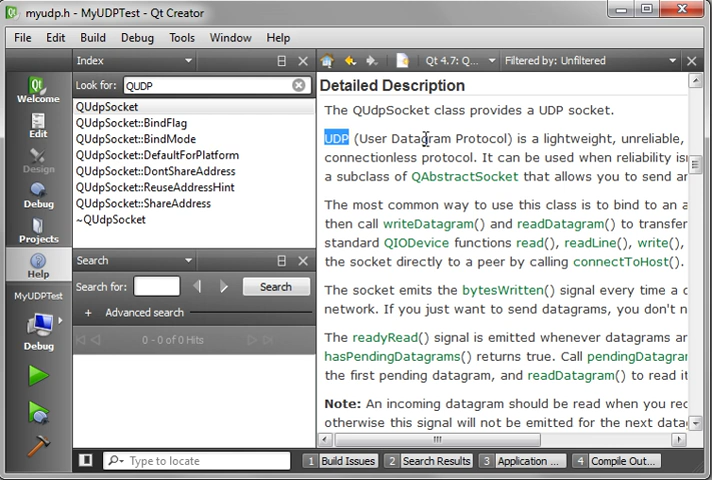 myudp.h - MyUDPTest - Qt Creator
File Edit Build Debug Tools Window Help
Index
Qt 4.7: Q...
Filtered by: Unfiltered
Look for: QUDP
QUdpSocket
QUdpSocket::BindFlag
QUdpSocket::BindMode
QUdpSocket::DefaultForPlatform
QUdpSocket::DontShareAddress
QUdpSocket::ReuseAddressHint
QUdpSocket::ShareAddress
~QUdpSocket
Search
Search for: Search
+ Advanced search
0 - 0 of 0 Hits
Welcome
Edit
Design
Debug
Projects
Help
MyUDPTest
Debug
Detailed Description
The QUdpSocket class provides a UDP socket.
UDP (User Datagram Protocol) is a lightweight, unreliable,
connectionless protocol. It can be used when reliability
a subclass of QAbstractSocket that allows you to send
The most common way to use this class is to bind to an
then call writeDatagram() and readDatagram() to
standard QIODevice functions read(), readLine(), write(),
the socket directly to a peer by calling connectToHost().
The socket emits the bytesWritten() signal every time a
network. If you just want to send datagrams, you don't
The readyRead() signal is emitted whenever datagrams
hasPendingDatagrams() returns true. Call
the first pending datagram, and readDatagram() to read
Note: An incoming datagram should be read when you
otherwise this signal will not be emitted for the next
Type to locate
1 Build Issues
2 Search Results
3 Application ...
4 Compile Out...